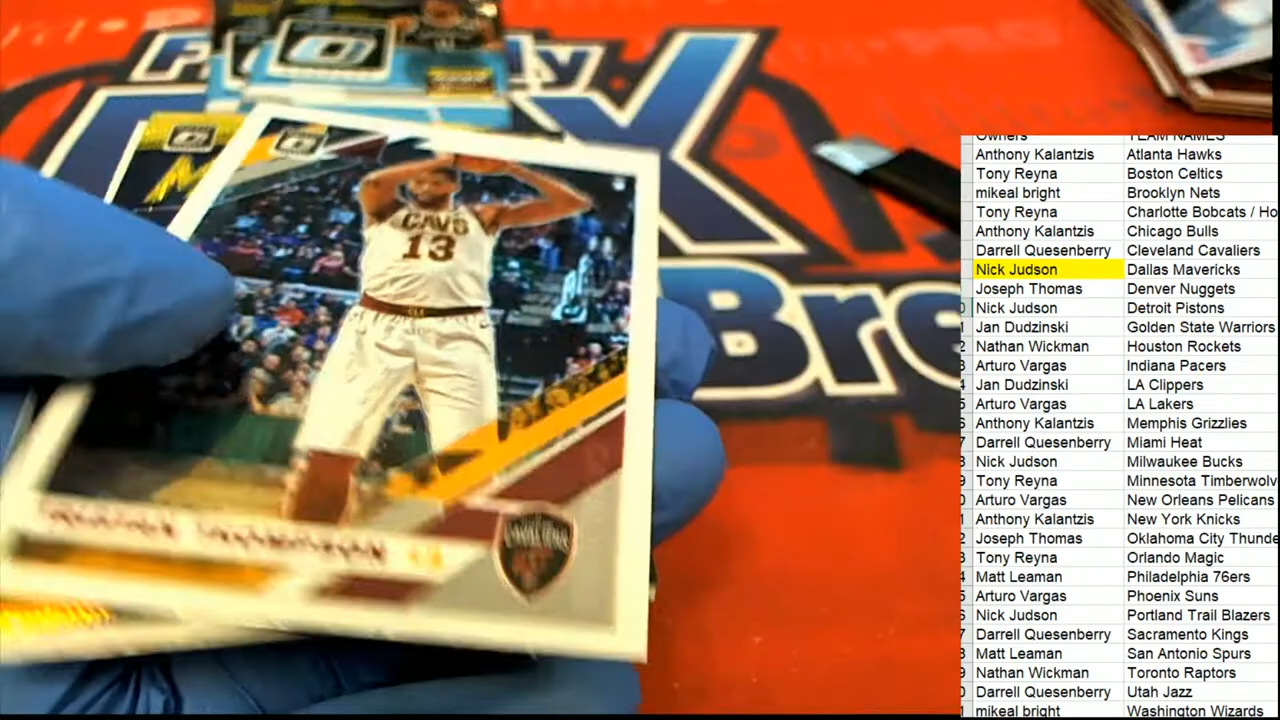 CAVS
13
Owners TEAM NAMES
Anthony Kalantzis Atlanta Hawks
Tony Reyna Boston Celtics
mikeal bright Brooklyn Nets
Tony Reyna Charlotte Bobcats / Ho
Anthony Kalantzis Chicago Bulls
Darrell Quesenberry Cleveland Cavaliers
Nick Judson Dallas Mavericks
Joseph Thomas Denver Nuggets
Nick Judson Detroit Pistons
Jan Dudzinski Golden State Warriors
Nathan Wickman Houston Rockets
Arturo Vargas Indiana Pacers
Jan Dudzinski LA Clippers
Arturo Vargas LA Lakers
Anthony Kalantzis Memphis Grizzlies
Darrell Quesenberry Miami Heat
Nick Judson Milwaukee Bucks
Tony Reyna Minnesota Timberwolv
Arturo Vargas New Orleans Pelicans
Anthony Kalantzis New York Knicks
Joseph Thomas Oklahoma City Thunde
Tony Reyna Orlando Magic
Matt Leaman Philadelphia 76ers
Arturo Vargas Phoenix Suns
Nick Judson Portland Trail Blazers
Darrell Quesenberry Sacramento Kings
Matt Leaman San Antonio Spurs
Nathan Wickman Toronto Raptors
Darrell Quesenberry Utah Jazz
mikeal bright Washington Wizards